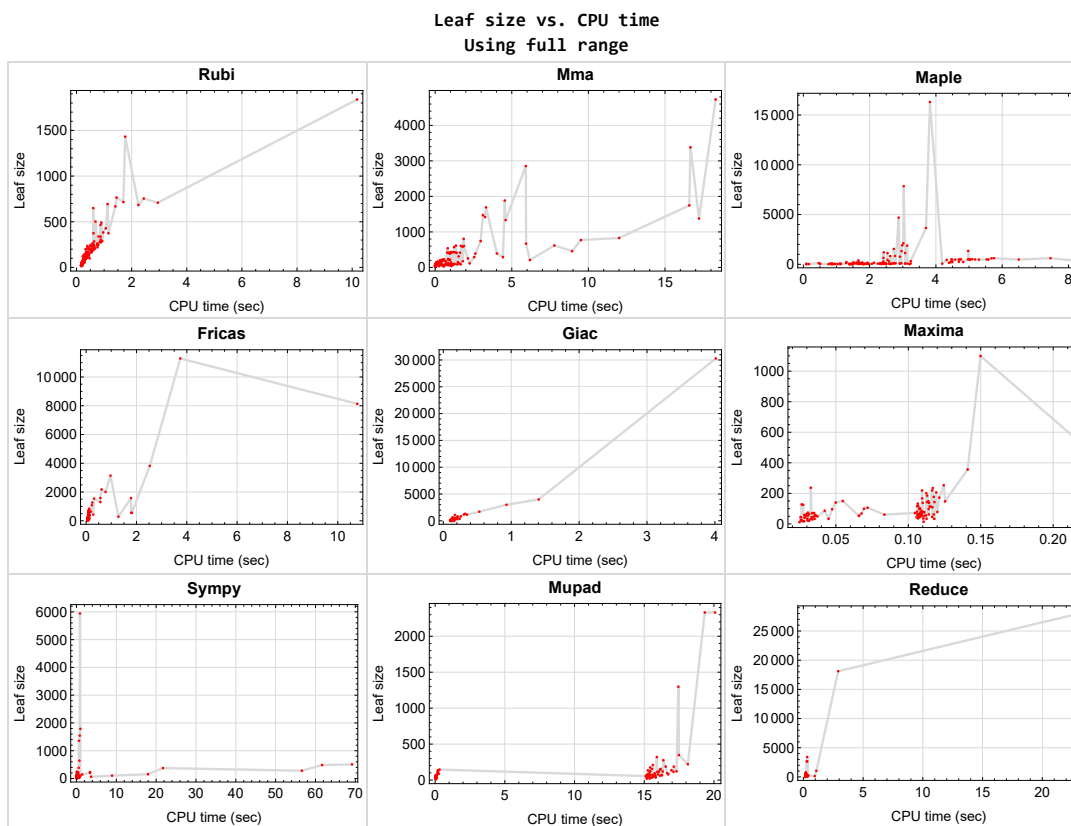 Leaf size vs. CPU time
Using full range
Rubi
Leaf size
1500
1000
500
0
0 2 4 6 8 10
CPU time (sec)
Mma
Leaf size
4000
3000
2000
1000
0
0 5 10 15
CPU time (sec)
Maple
Leaf size
15 000
10 000
5000
0
0 2 4 6 8
CPU time (sec)
Fricas
Leaf size
10 000
8000
6000
4000
2000
0
0 2 4 6 8 10
CPU time (sec)
Giac
Leaf size
30 000
25 000
20 000
15 000
10 000
5000
0
0 1 2 3 4
CPU time (sec)
Maxima
Leaf size
1000
800
600
400
200
0
0.05 0.10 0.15 0.20
CPU time (sec)
Sympy
Leaf size
6000
5000
4000
3000
2000
1000
0
0 10 20 30 40 50 60 70
CPU time (sec)
Mupad
Leaf size
2000
1500
1000
500
0
0 5 10 15 20
CPU time (sec)
Reduce
Leaf size
25 000
20 000
15 000
10 000
5000
0
0 5 10 15 20
CPU time (sec)